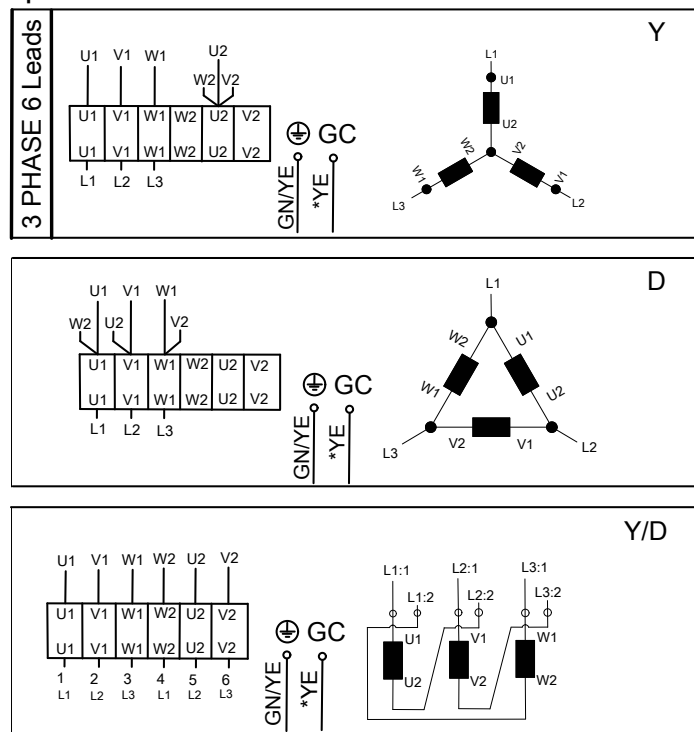 3 PHASE 6 Leads
Y
U1 V1 W1 U2
W2 V2
U1 V1 W1 W2 U2 V2
U1 V1 W1 W2 U2 V2
L1 L2 L3
GC
GN/YE *YE
L1
U1
U2
W2 V2
W1 V1
L3 L2
D
U1 V1 W1
W2 U2 V2
U1 V1 W1 W2 U2 V2
U1 V1 W1 W2 U2 V2
L1 L2 L3
GC
GN/YE *YE
L1
W2 U1
W1 U2
L3 V2 V1 L2
Y/D
U1 V1 W1 W2 U2 V2
U1 V1 W1 W2 U2 V2
U1 V1 W1 W2 U2 V2
1 2 3 4 5 6
L1 L2 L3 L1 L2 L3
GC
GN/YE *YE
L1:1 L2:1 L3:1
L1:2 L2:2 L3:2
U1 V1 W1
U2 V2 W2